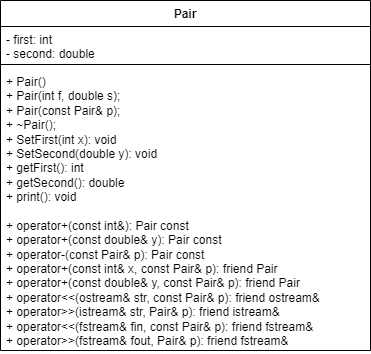 Pair
- first: int
- second: double
+ Pair()
+ Pair(int f, double s);
+ Pair(const Pair& p);
+ ~Pair();
+ SetFirst(int x): void
+ SetSecond(double y): void
+ getFirst(): int
+ getSecond(): double
+ print(): void
+ operator+(const int&): Pair const
+ operator+(const double& y): Pair const
+ operator-(const Pair& p): Pair const
+ operator+(const int& x, const Pair& p): friend Pair
+ operator+(const double& y, const Pair& p): friend Pair
+ operator<<(ostream& str, const Pair& p): friend ostream&
+ operator>>(istream& str, Pair& p): friend istream&
+ operator<<(fstream& fin, const Pair& p): friend fstream&
+ operator>>(fstream& fout, Pair& p): friend fstream&